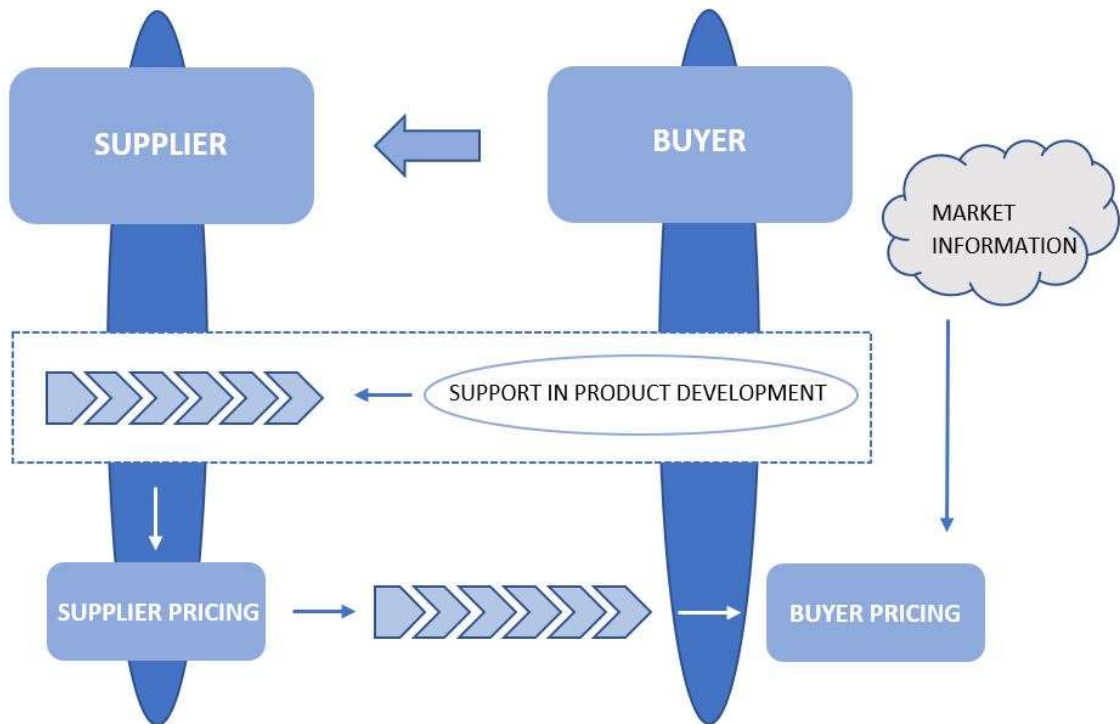 SUPPLIER
BUYER
MARKET
INFORMATION
SUPPORT IN PRODUCT DEVELOPMENT
SUPPLIER PRICING
BUYER PRICING